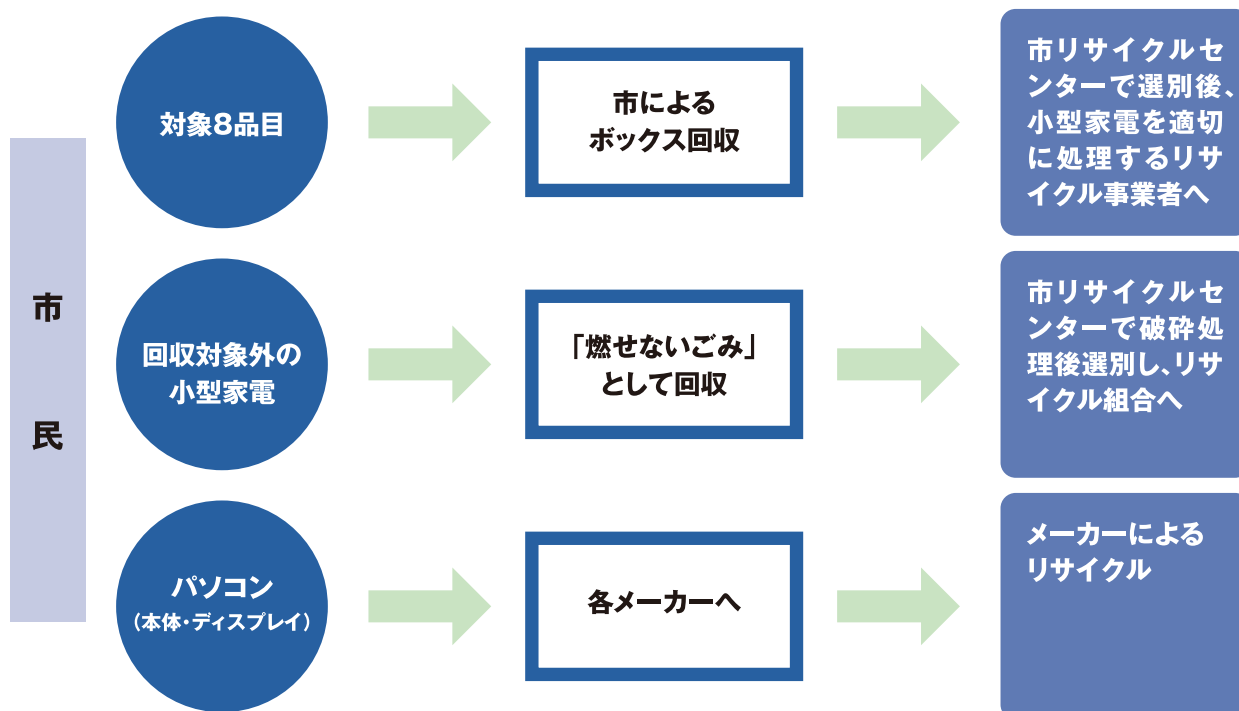 市民
対象8品目
市による
ボックス回収
市リサイクルセ
ンターで選別後、
小型家電を適切
に処理するリサ
イクル事業者へ
回収対象外の
小型家電
「燃せないごみ」
として回収
市リサイクルセ
ンターで破砕処
理後選別し、リサ
イクル組合へ
パソコン
(本体・ディスプレイ)
各メーカーへ
メーカーによる
リサイクル